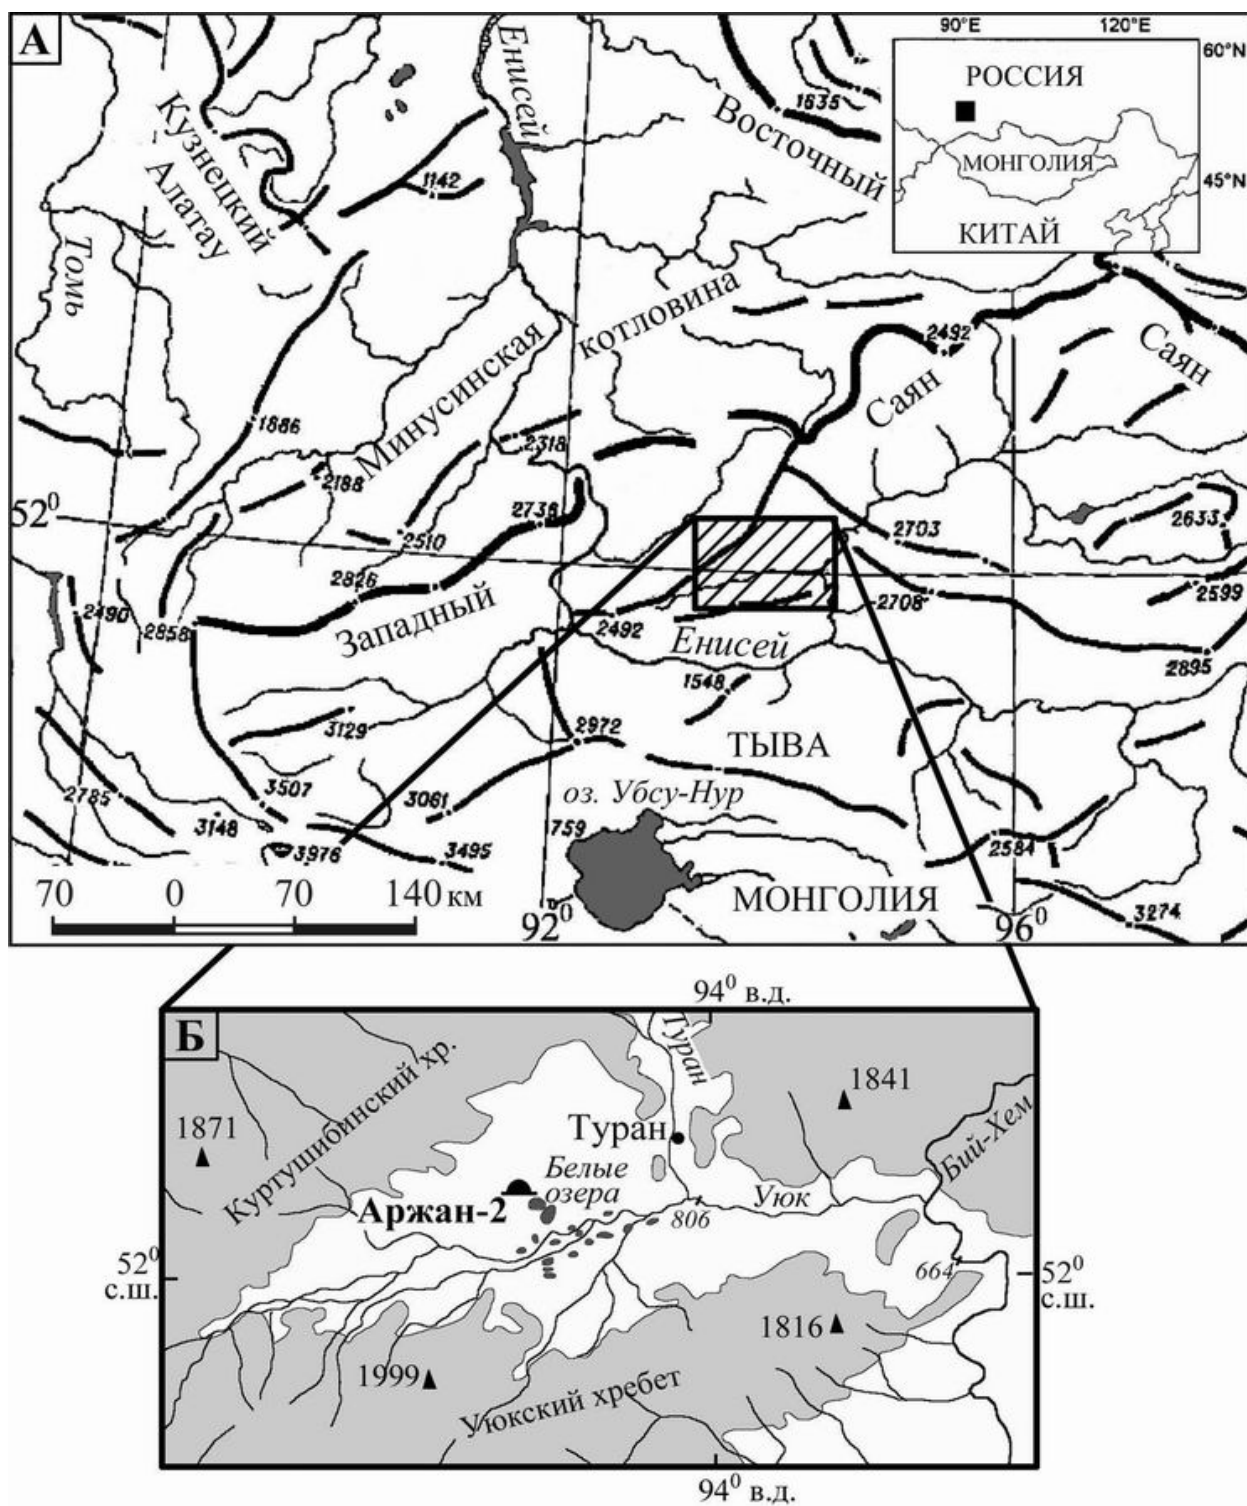 А
90°E
120°E
60°N
РОССИЯ
МОНГОЛИЯ
45°N
КИТАЙ
Енисей
Кузнецкий
Алатау
Томь
1142
1835
Восточный
Саян
Минусинская
котловина
2492
Саян
1886
2318
2188
52⁰
2510
2738
2703
2633
2826
2490
2858
Западный
2492
2708
2599
Енисей
2895
1548
3129
2972
ТЫВА
2785
3507
3061
оз. Убсу-Нур
3148
759
3976
3495
2584
70
0
70
140 км
МОНГОЛИЯ
3274
92⁰
96⁰
94⁰ в.д.
Б
Туран
Куртушибинский хр.
1841
1871
Туран
Бий-Хем
Белые
озера
Аржан-2
Уюк
806
52⁰
с.ш.
664
52⁰
с.ш.
1816
1999
Уюкский хребет
94⁰ в.д.